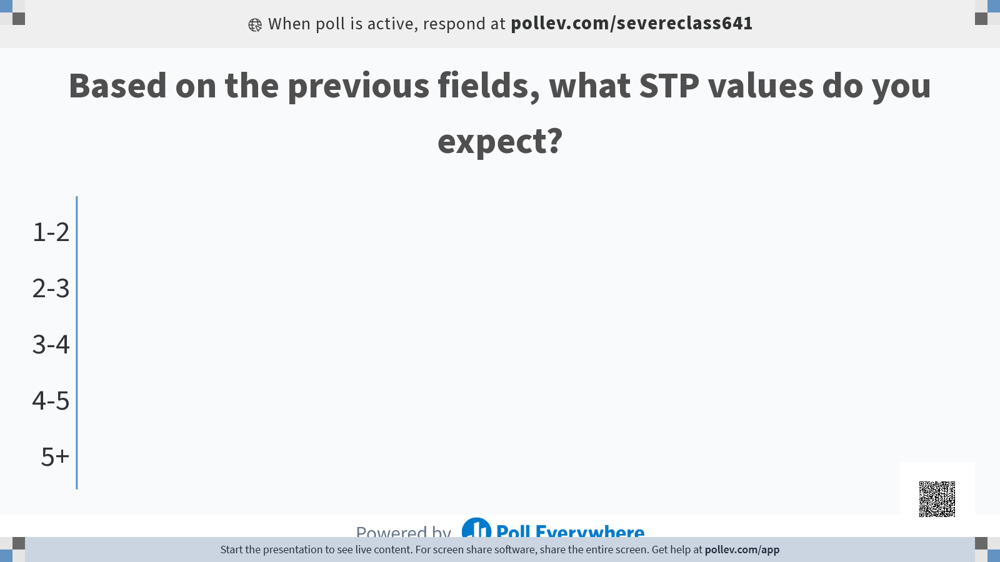 When poll is active, respond at pollev.com/severeclass641
Based on the previous fields, what STP values do you
expect?
1-2
2-3
3-4
4-5
5+
Powered by Poll Everywhere
Start the presentation to see live content. For screen share software, share the entire screen. Get help at pollev.com/app